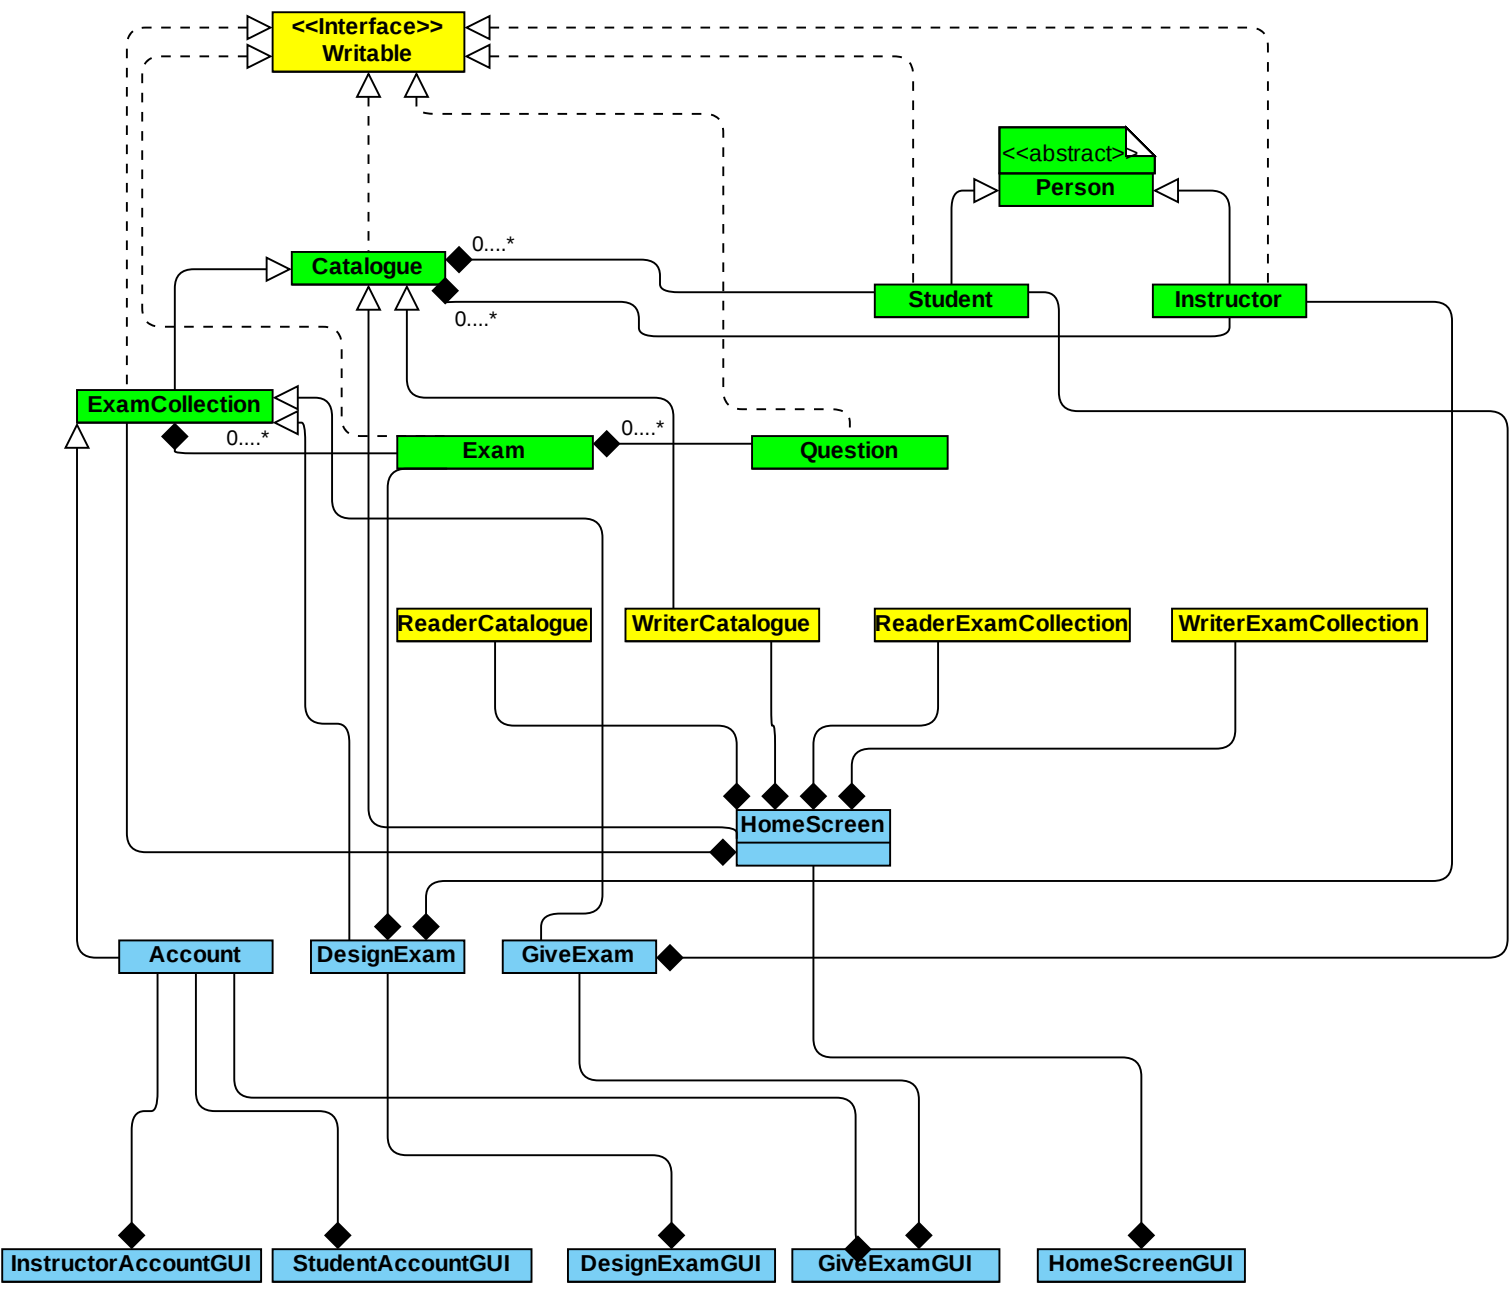 <<Interface>>
Writable
<<abstract>>
Person
0....*
Catalogue
0....*
Student
Instructor
ExamCollection
0....*
0....*
Exam
Question
ReaderCatalogue
WriterCatalogue
ReaderExamCollection
WriterExamCollection
HomeScreen
Account
DesignExam
GiveExam
InstructorAccountGUI
StudentAccountGUI
DesignExamGUI
GiveExamGUI
HomeScreenGUI